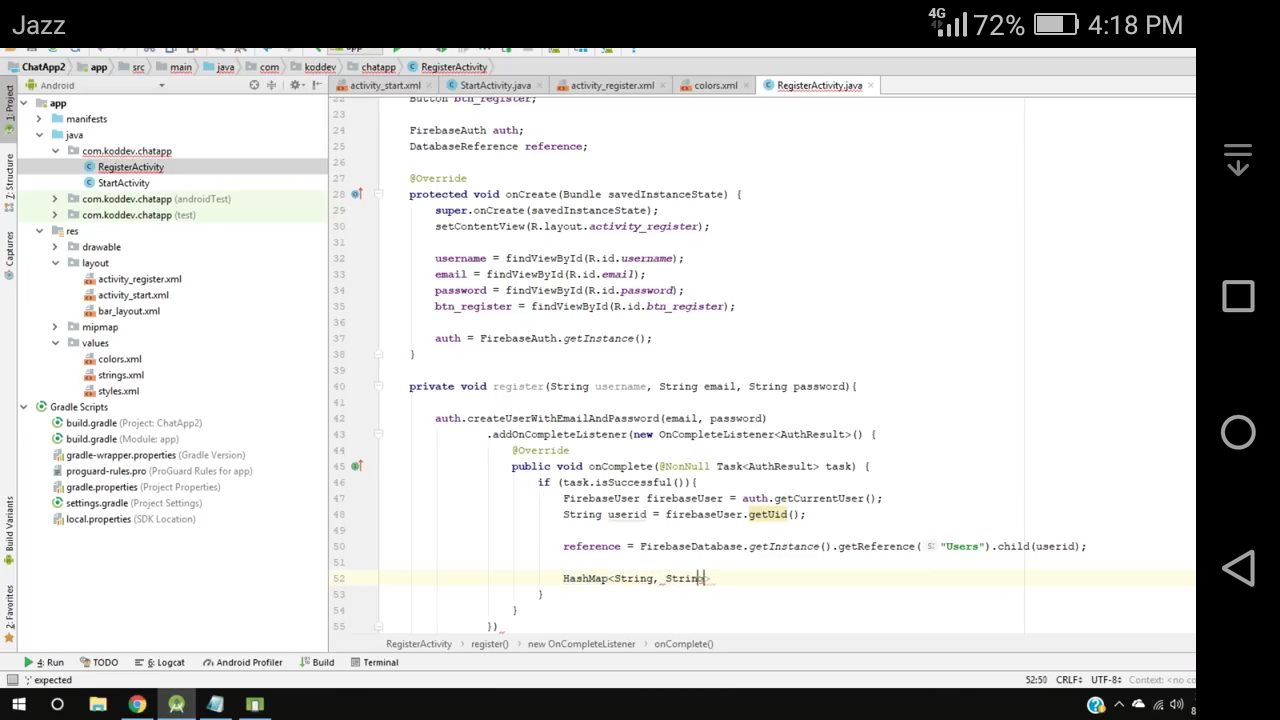 Jazz
4G 72% 4:18 PM
ChatApp2 app src main java com koddev chatapp RegisterActivity
Android
activity_start.xml StartActivity.java activity_register.xml colors.xml RegisterActivity.java
1: Project
7: Structure
Captures
Build Variants
2: Favorites
app
manifests
java
com.koddev.chatapp
RegisterActivity
StartActivity
com.koddev.chatapp (androidTest)
com.koddev.chatapp (test)
res
drawable
layout
activity_register.xml
activity_start.xml
bar_layout.xml
mipmap
values
colors.xml
strings.xml
styles.xml
Gradle Scripts
build.gradle (Project: ChatApp2)
build.gradle (Module: app)
gradle-wrapper.properties (Gradle Version)
proguard-rules.pro (ProGuard Rules for app)
gradle.properties (Project Properties)
settings.gradle (Project Settings)
local.properties (SDK Location)
22 Button btn_register;
23
24 FirebaseAuth auth;
25 DatabaseReference reference;
26
27 @Override
28 protected void onCreate(Bundle savedInstanceState) {
29 super.onCreate(savedInstanceState);
30 setContentView(R.layout.activity_register);
31
32 username = findViewById(R.id.username);
33 email = findViewById(R.id.email);
34 password = findViewById(R.id.password);
35 btn_register = findViewById(R.id.btn_register);
36
37 auth = FirebaseAuth.getInstance();
38 }
39
40 private void register(String username, String email, String password){
41
42 auth.createUserWithEmailAndPassword(email, password)
43 .addOnCompleteListener(new OnCompleteListener<AuthResult>() {
44 @Override
45 public void onComplete(@NonNull Task<AuthResult> task) {
46 if (task.isSuccessful()){
47 FirebaseUser firebaseUser = auth.getCurrentUser();
48 String userid = firebaseUser.getUid();
49
50 reference = FirebaseDatabase.getInstance().getReference( s: "Users").child(userid);
51
52 HashMap<String, Strin>
53 }
54 }
55 })
RegisterActivity register() new OnCompleteListener onComplete()
4: Run TODO 6: Logcat Android Profiler Build Terminal
';' expected 52:50 CRLF UTF-8 Context: <no co